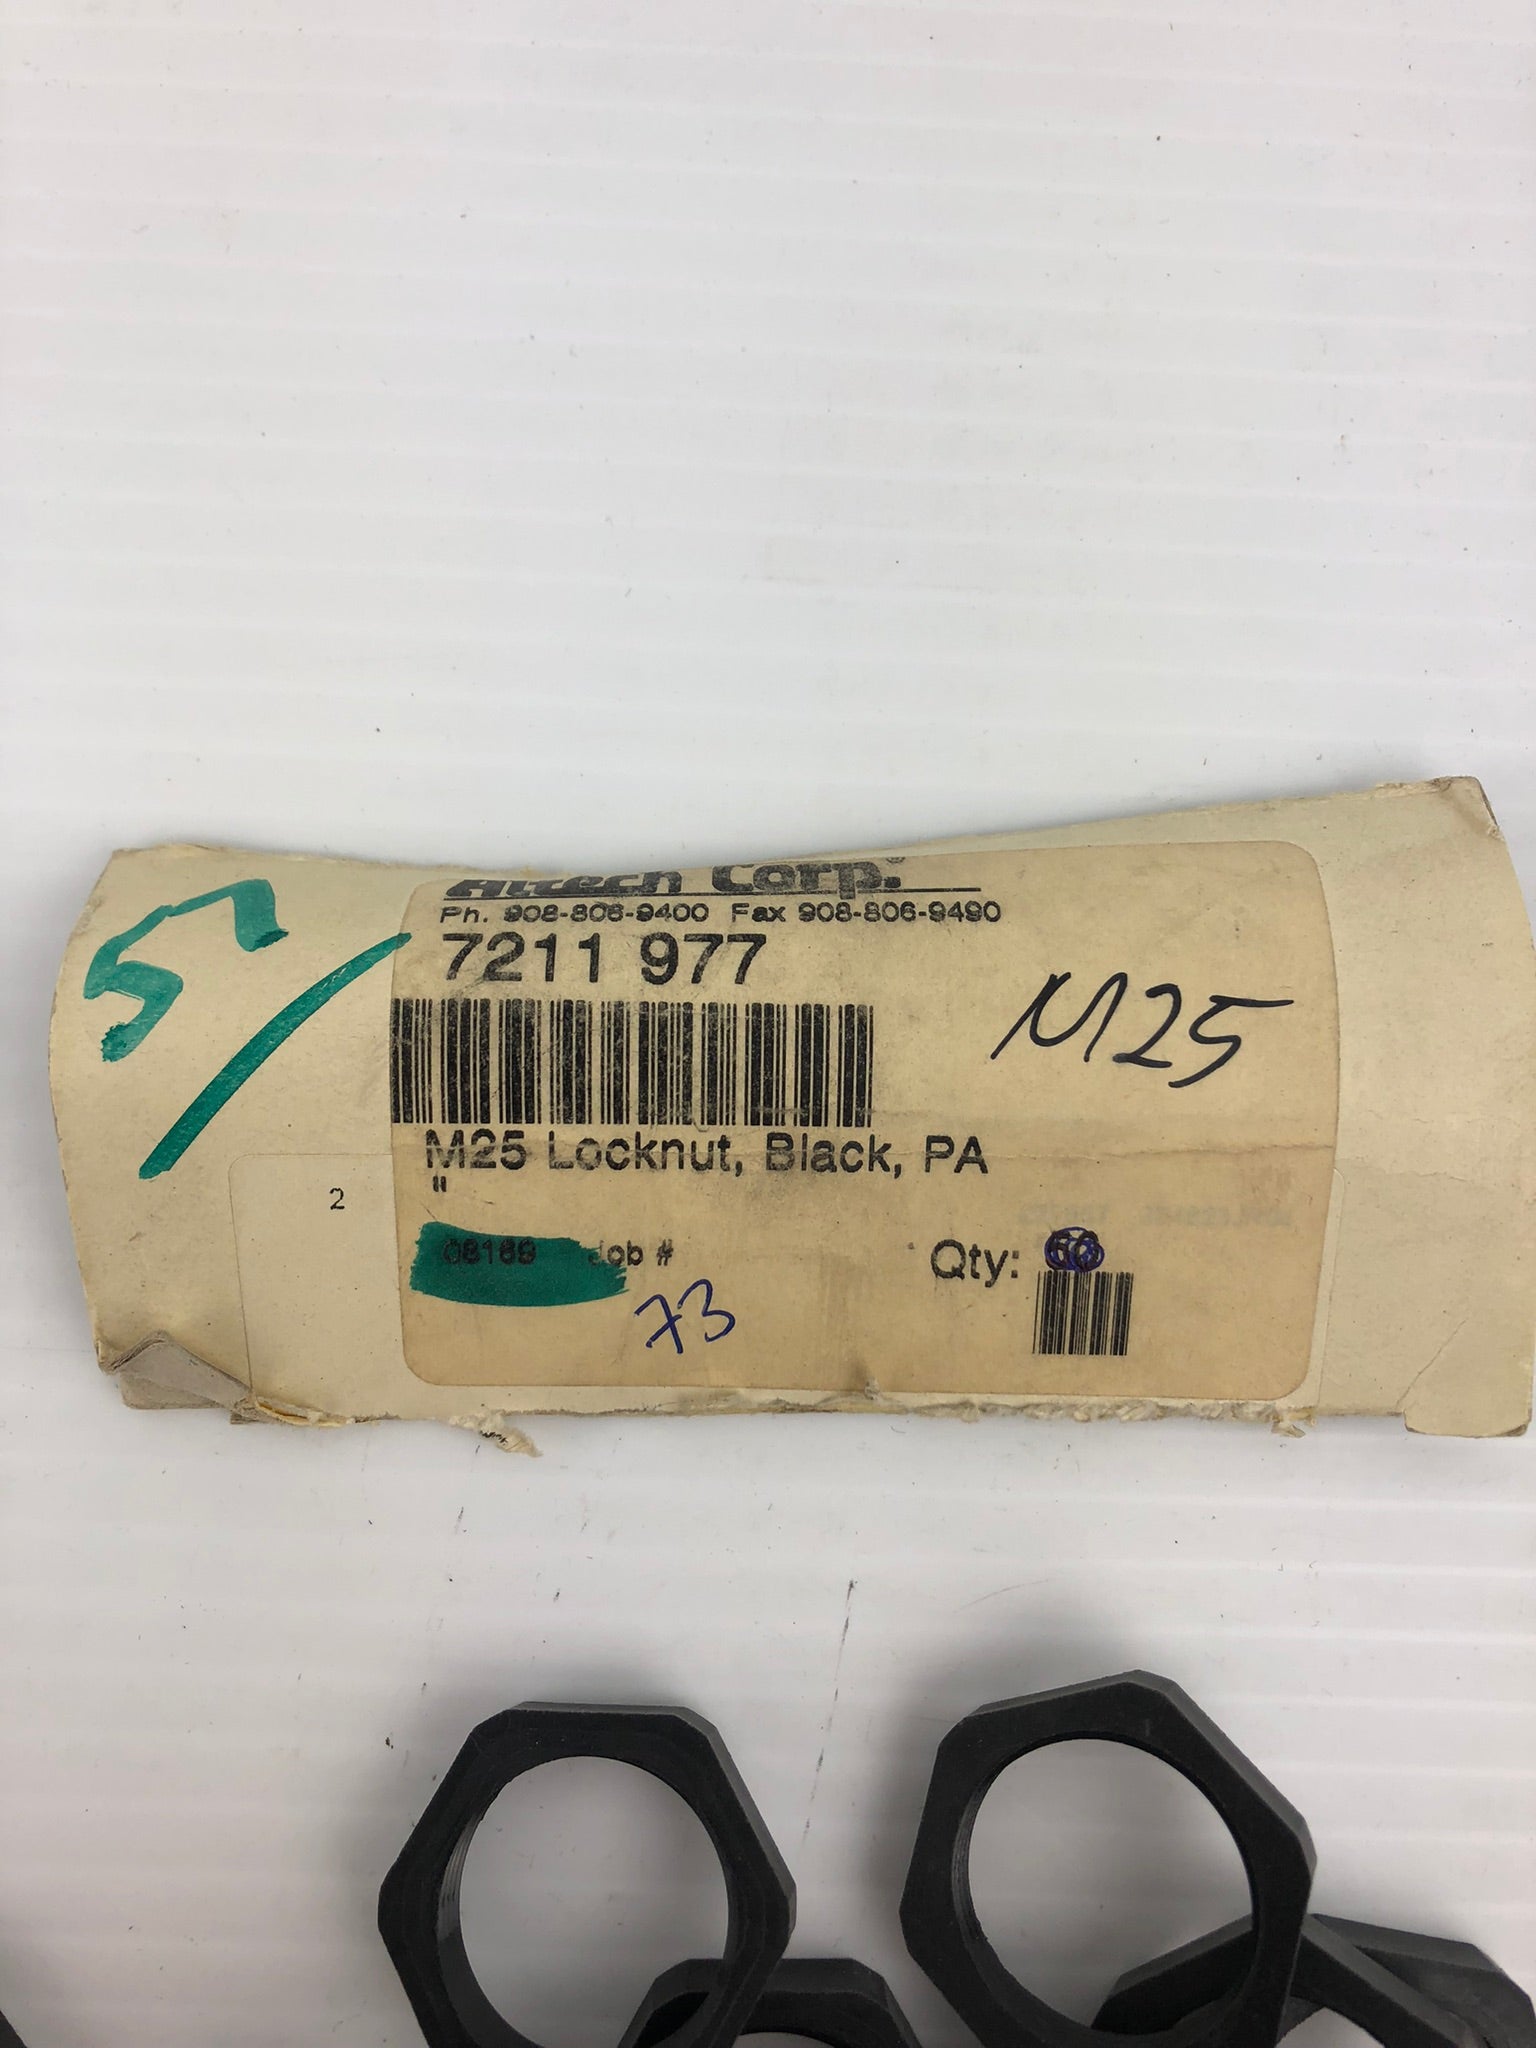 Altech Corp.
Ph. 908-806-9400 Fax 908-806-9490
7211 977
5/
M25
M25 Locknut, Black, PA
"
2
08169 Job #
Qty:
73